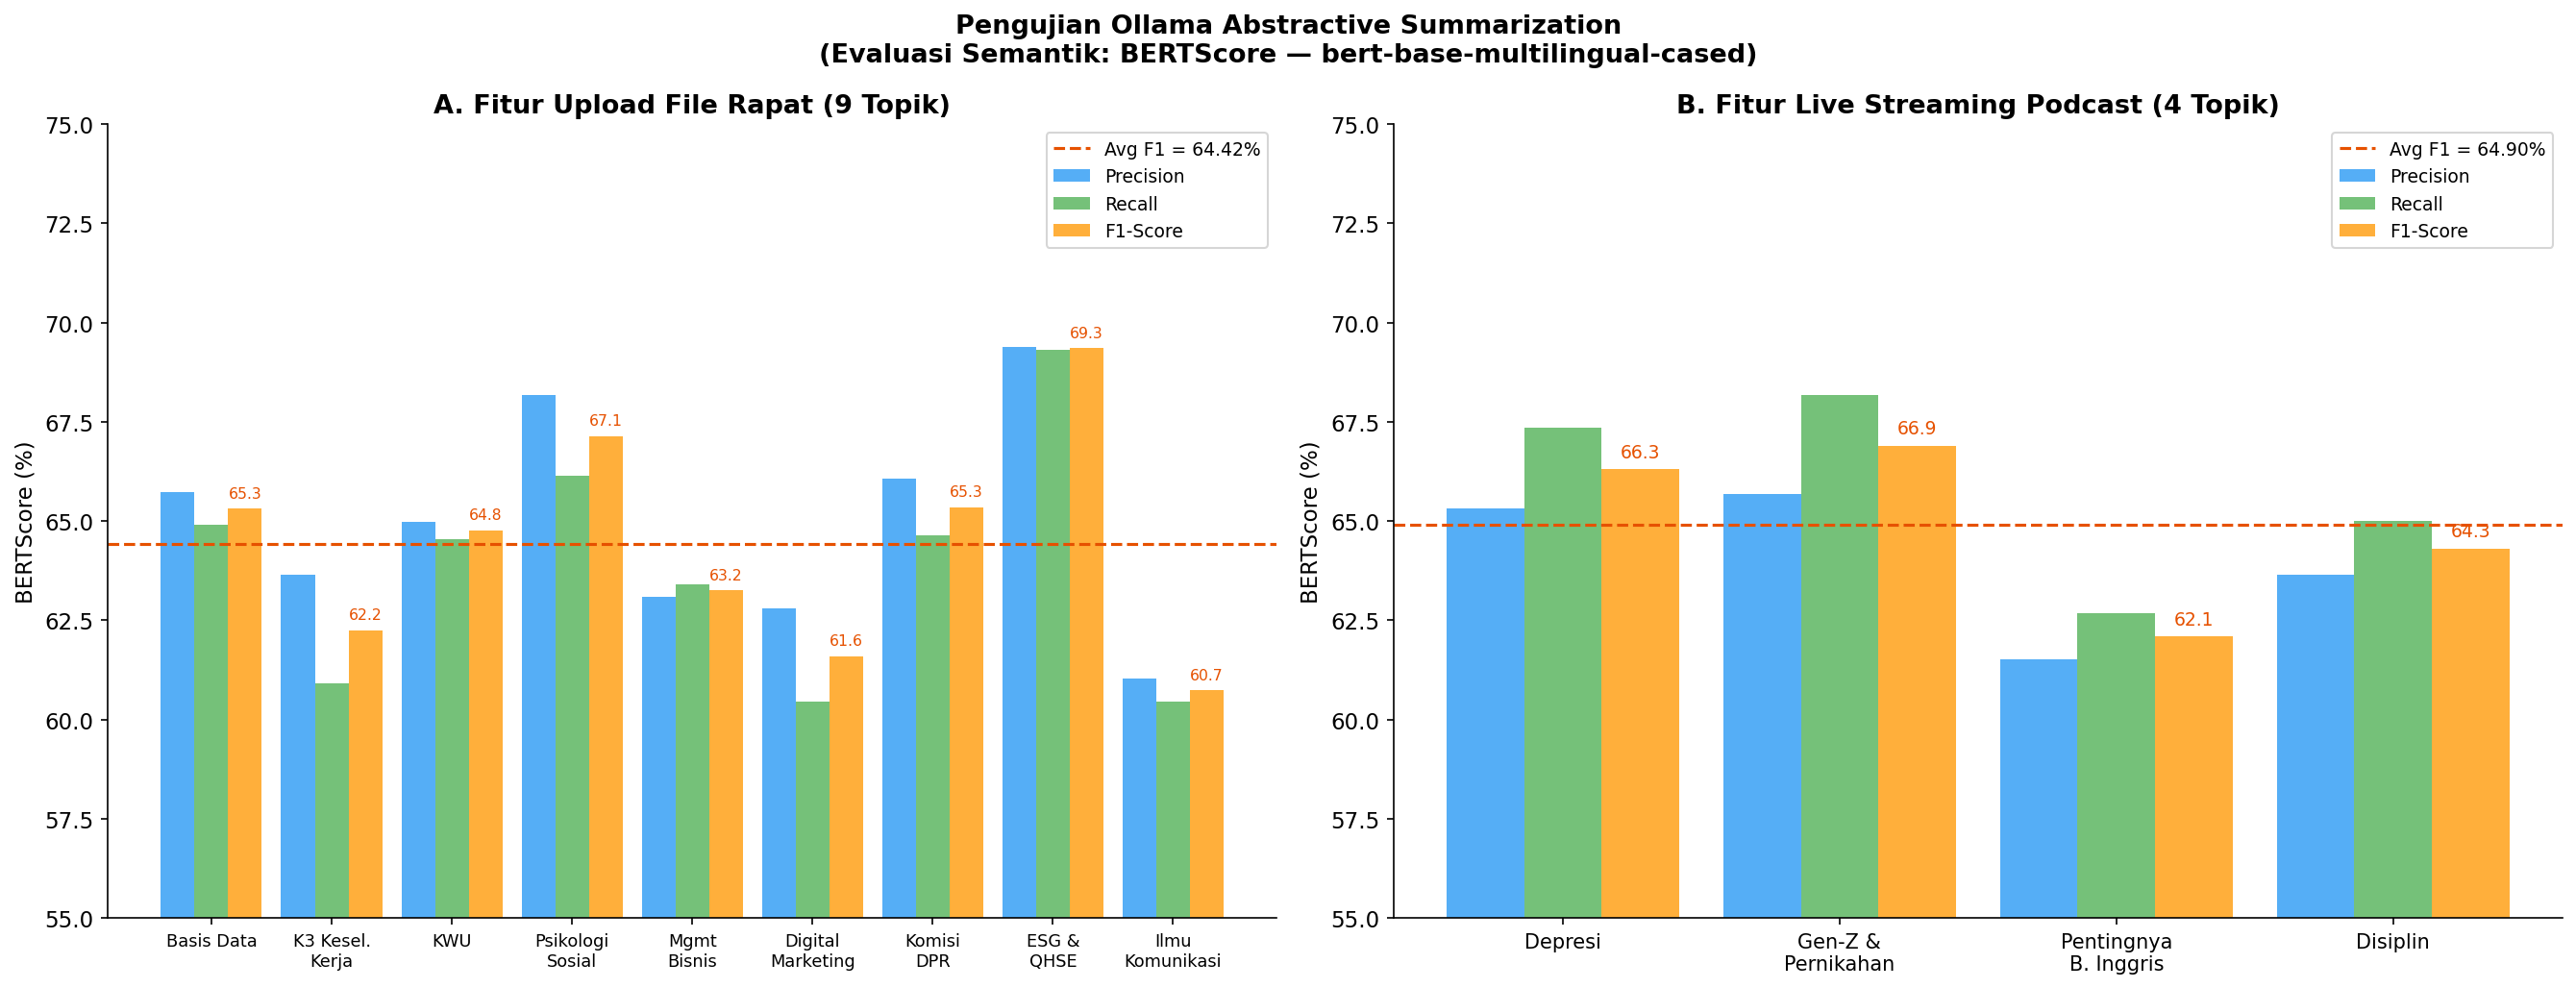 Pengujian Ollama Abstractive Summarization
(Evaluasi Semantik: BERTScore — bert-base-multilingual-cased)
A. Fitur Upload File Rapat (9 Topik)
BERTScore (%)
75.0
72.5
70.0
67.5
65.0
62.5
60.0
57.5
55.0
Avg F1 = 64.42%
Precision
Recall
F1-Score
65.3
62.2
64.8
67.1
63.2
61.6
65.3
69.3
60.7
Basis Data
K3 Kesel.
Kerja
KWU
Psikologi
Sosial
Mgmt
Bisnis
Digital
Marketing
Komisi
DPR
ESG &
QHSE
Ilmu
Komunikasi
B. Fitur Live Streaming Podcast (4 Topik)
BERTScore (%)
75.0
72.5
70.0
67.5
65.0
62.5
60.0
57.5
55.0
Avg F1 = 64.90%
Precision
Recall
F1-Score
66.3
66.9
62.1
64.3
Depresi
Gen-Z &
Pernikahan
Pentingnya
B. Inggris
Disiplin